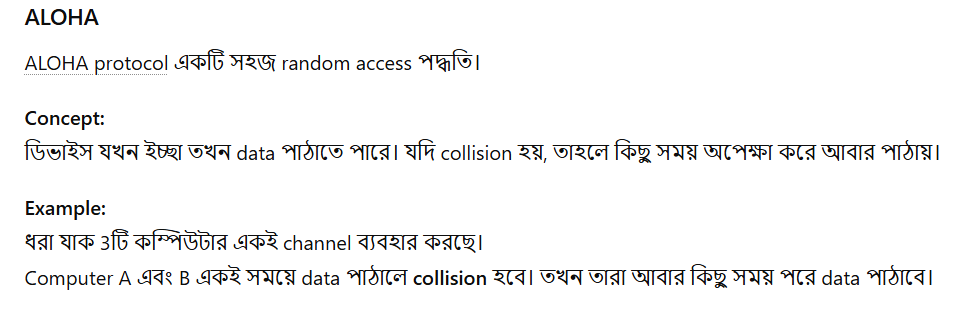 ALOHA
ALOHA protocol একটি সহজ random access পদ্ধতি।
Concept:
ডিভাইস যখন ইচ্ছা তখন data পাঠাতে পারে। যদি collision হয়, তাহলে কিছু সময় অপেক্ষা করে আবার পাঠায়।
Example:
ধরা যাক 3টি কম্পিউটার একই channel ব্যবহার করছে।
Computer A এবং B একই সময়ে data পাঠালে collision হবে। তখন তারা আবার কিছু সময় পরে data পাঠাবে।